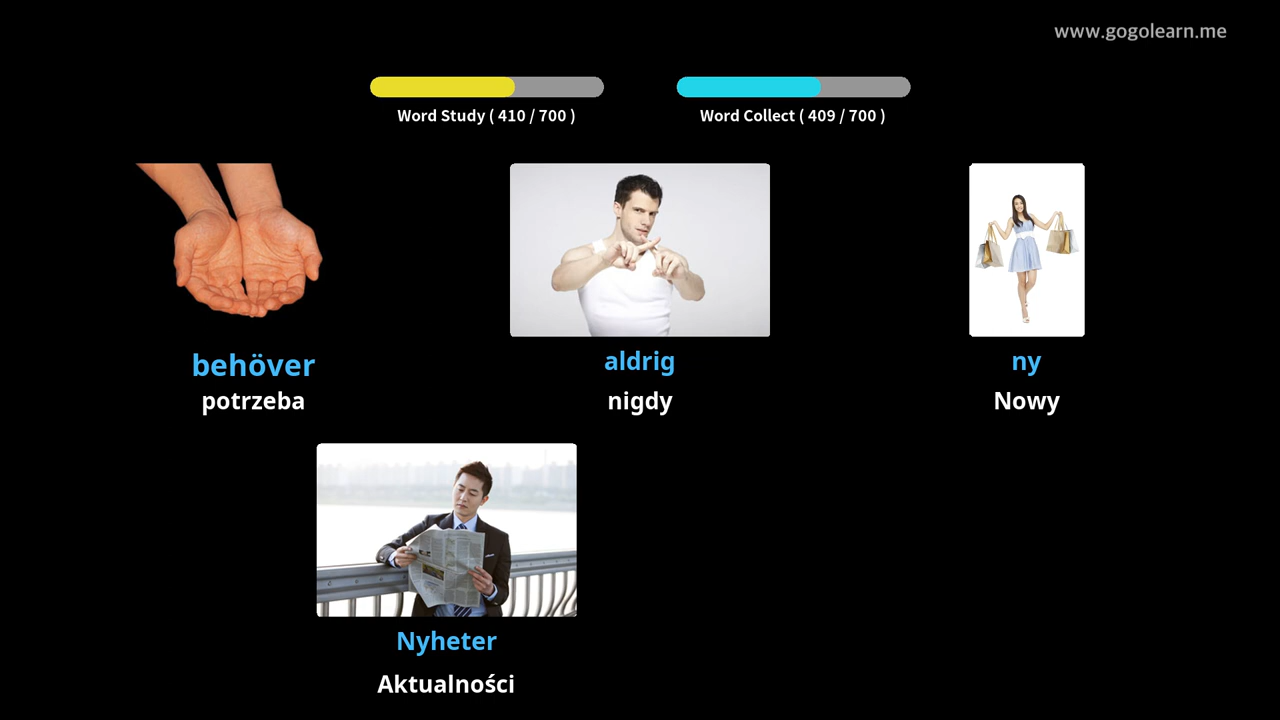 www.gogolearn.me
Word Study ( 410 / 700 )
Word Collect ( 409 / 700 )
behöver
potrzeba
aldrig
nigdy
ny
Nowy
Nyheter
Aktualności